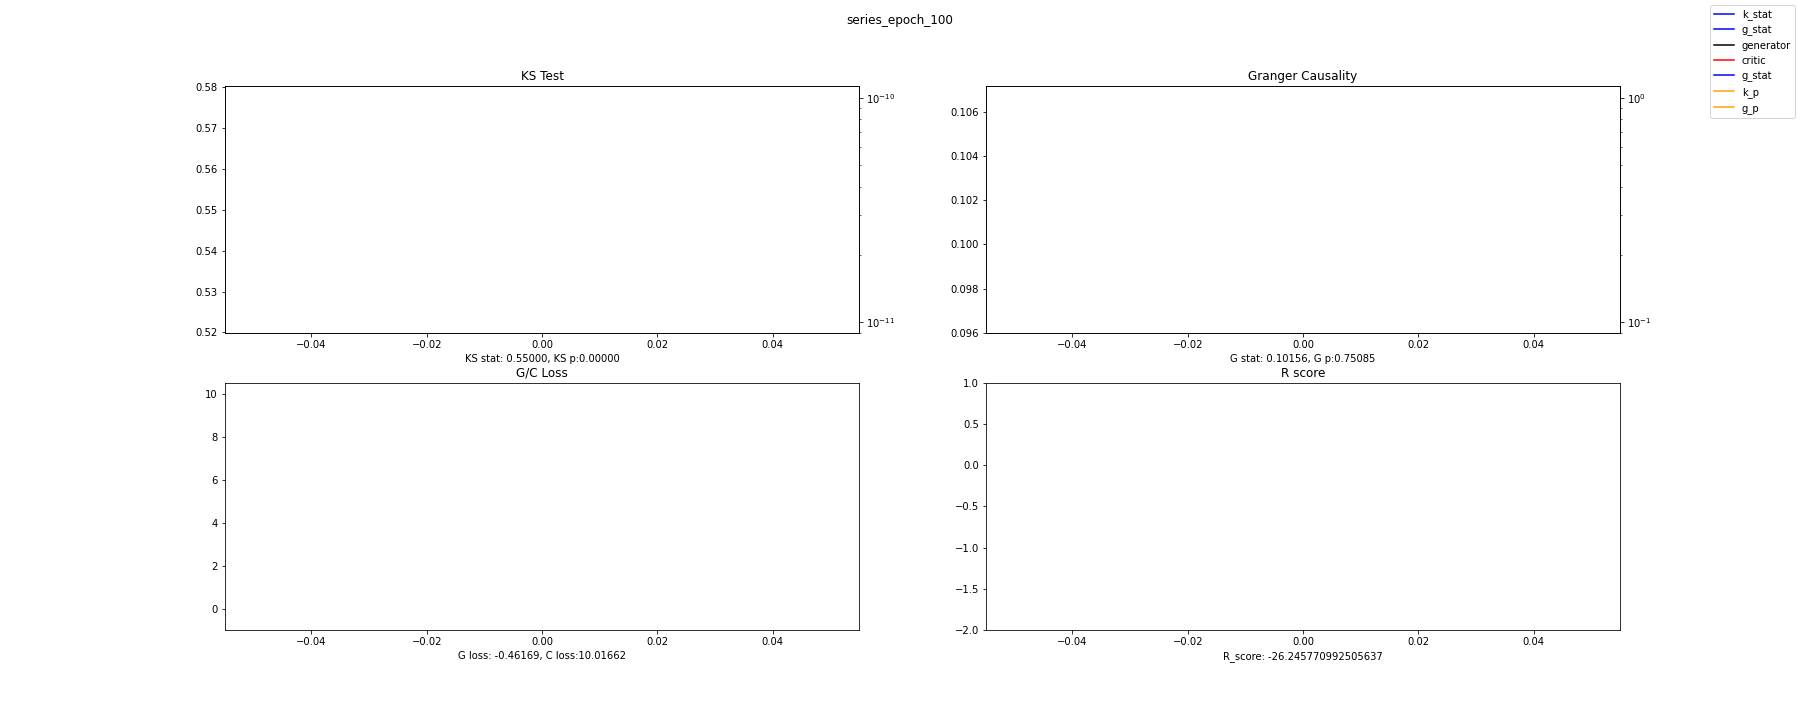 series_epoch_100
k_stat
g_stat
generator
critic
g_stat
k_p
g_p
KS Test
0.58
0.57
0.56
0.55
0.54
0.53
0.52
10⁻¹⁰
10⁻¹¹
−0.04 −0.02 0.00 0.02 0.04
KS stat: 0.55000, KS p:0.00000
Granger Causality
0.106
0.104
0.102
0.100
0.098
0.096
10⁰
10⁻¹
−0.04 −0.02 0.00 0.02 0.04
G stat: 0.10156, G p:0.75085
G/C Loss
10
8
6
4
2
0
−0.04 −0.02 0.00 0.02 0.04
G loss: -0.46169, C loss:10.01662
R score
1.0
0.5
0.0
−0.5
−1.0
−1.5
−2.0
−0.04 −0.02 0.00 0.02 0.04
R_score: -26.245770992505637